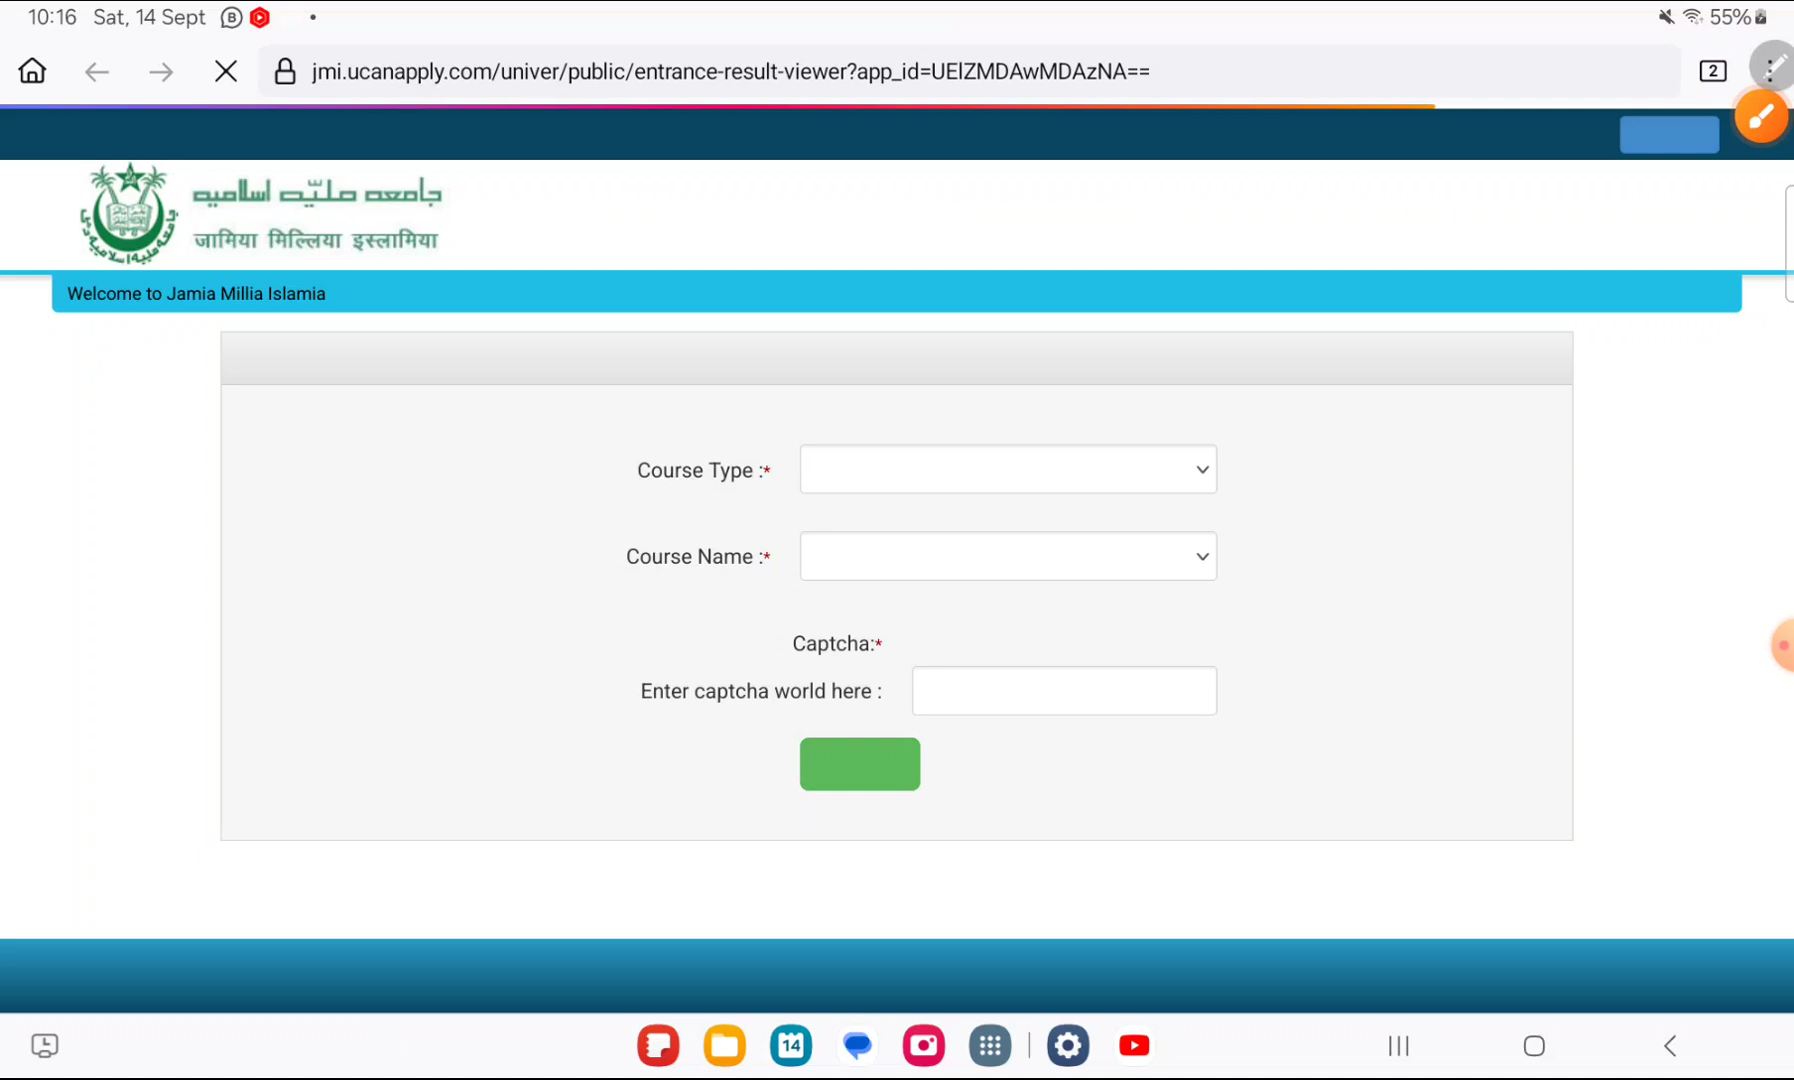 10:16 Sat, 14 Sept
55%
jmi.ucanapply.com/univer/public/entrance-result-viewer?app_id=UElZMDAwMDAzNA==
2
جامعہ ملیّہ اسلامیہ
जामिया मिल्लिया इस्लामिया
Welcome to Jamia Millia Islamia
Course Type :*
Course Name :*
Captcha:*
Enter captcha world here :
14